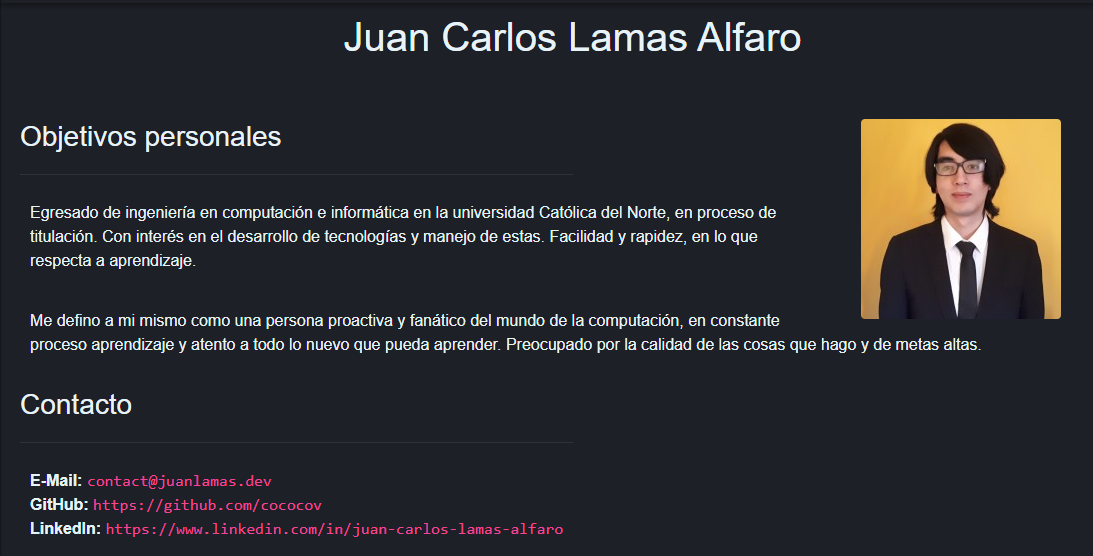 Juan Carlos Lamas Alfaro
Objetivos personales
Egresado de ingeniería en computación e informática en la universidad Católica del Norte, en proceso de
titulación. Con interés en el desarrollo de tecnologías y manejo de estas. Facilidad y rapidez, en lo que
respecta a aprendizaje.
Me defino a mi mismo como una persona proactiva y fanático del mundo de la computación, en constante
proceso aprendizaje y atento a todo lo nuevo que pueda aprender. Preocupado por la calidad de las cosas que hago y de metas altas.
Contacto
E-Mail: contact@juanlamas.dev
GitHub: https://github.com/cococov
LinkedIn: https://www.linkedin.com/in/juan-carlos-lamas-alfaro